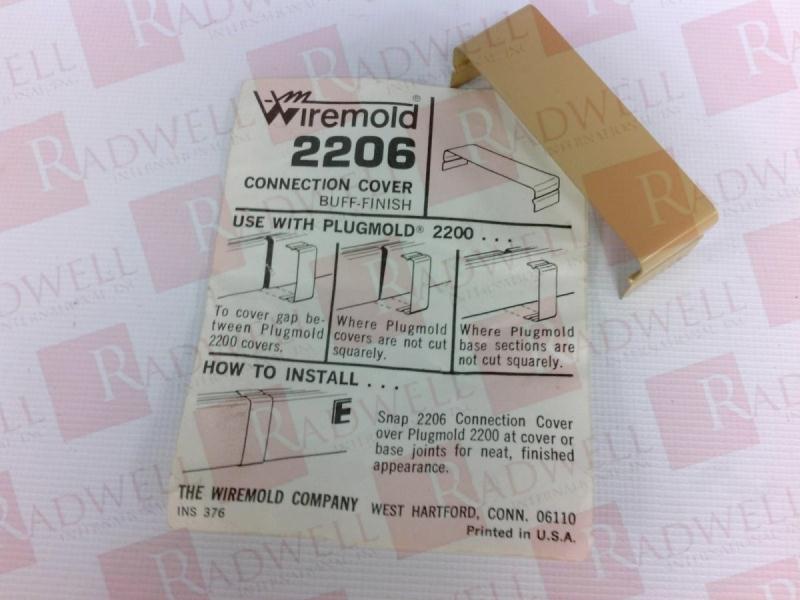 Wiremold®
2206
CONNECTION COVER
BUFF-FINISH
USE WITH PLUGMOLD® 2200 . . .
To cover gap be-
tween Plugmold
2200 covers.
Where Plugmold
covers are not cut
squarely.
Where Plugmold
base sections are
not cut squarely.
HOW TO INSTALL . . .
E
Snap 2206 Connection Cover
over Plugmold 2200 at cover or
base joints for neat, finished
appearance.
THE WIREMOLD COMPANY WEST HARTFORD, CONN. 06110
INS 376
Printed in U.S.A.
RADWELL
INTERNATIONAL, INC.